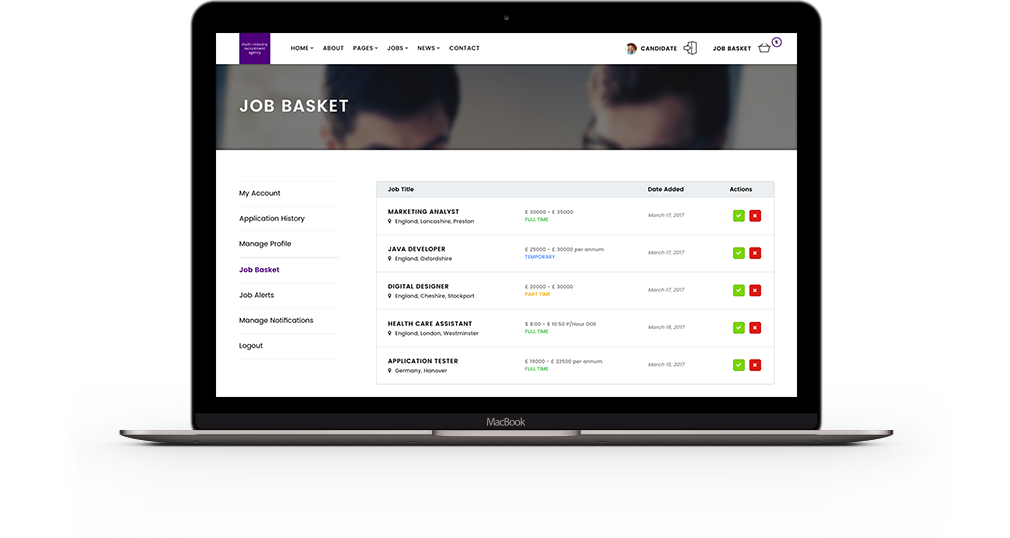 multi-industry
recruitment
agency
HOME ABOUT PAGES JOBS NEWS CONTACT CANDIDATE JOB BASKET 5
JOB BASKET
My Account
Application History
Manage Profile
Job Basket
Job Alerts
Manage Notifications
Logout
Job Title Date Added Actions
MARKETING ANALYST £ 30000 - £ 35000 March 17, 2017
England, Lancashire, Preston FULL TIME
JAVA DEVELOPER £ 25000 - £ 30000 per annum March 17, 2017
England, Oxfordshire TEMPORARY
DIGITAL DESIGNER £ 20000 - £ 30000 March 17, 2017
England, Cheshire, Stockport PART TIME
HEALTH CARE ASSISTANT $ 8.00 - $ 10.50 P/Hour DOE March 16, 2017
England, London, Westminster FULL TIME
APPLICATION TESTER £ 15000 - £ 22500 per annum March 16, 2017
Germany, Hanover FULL TIME
MacBook